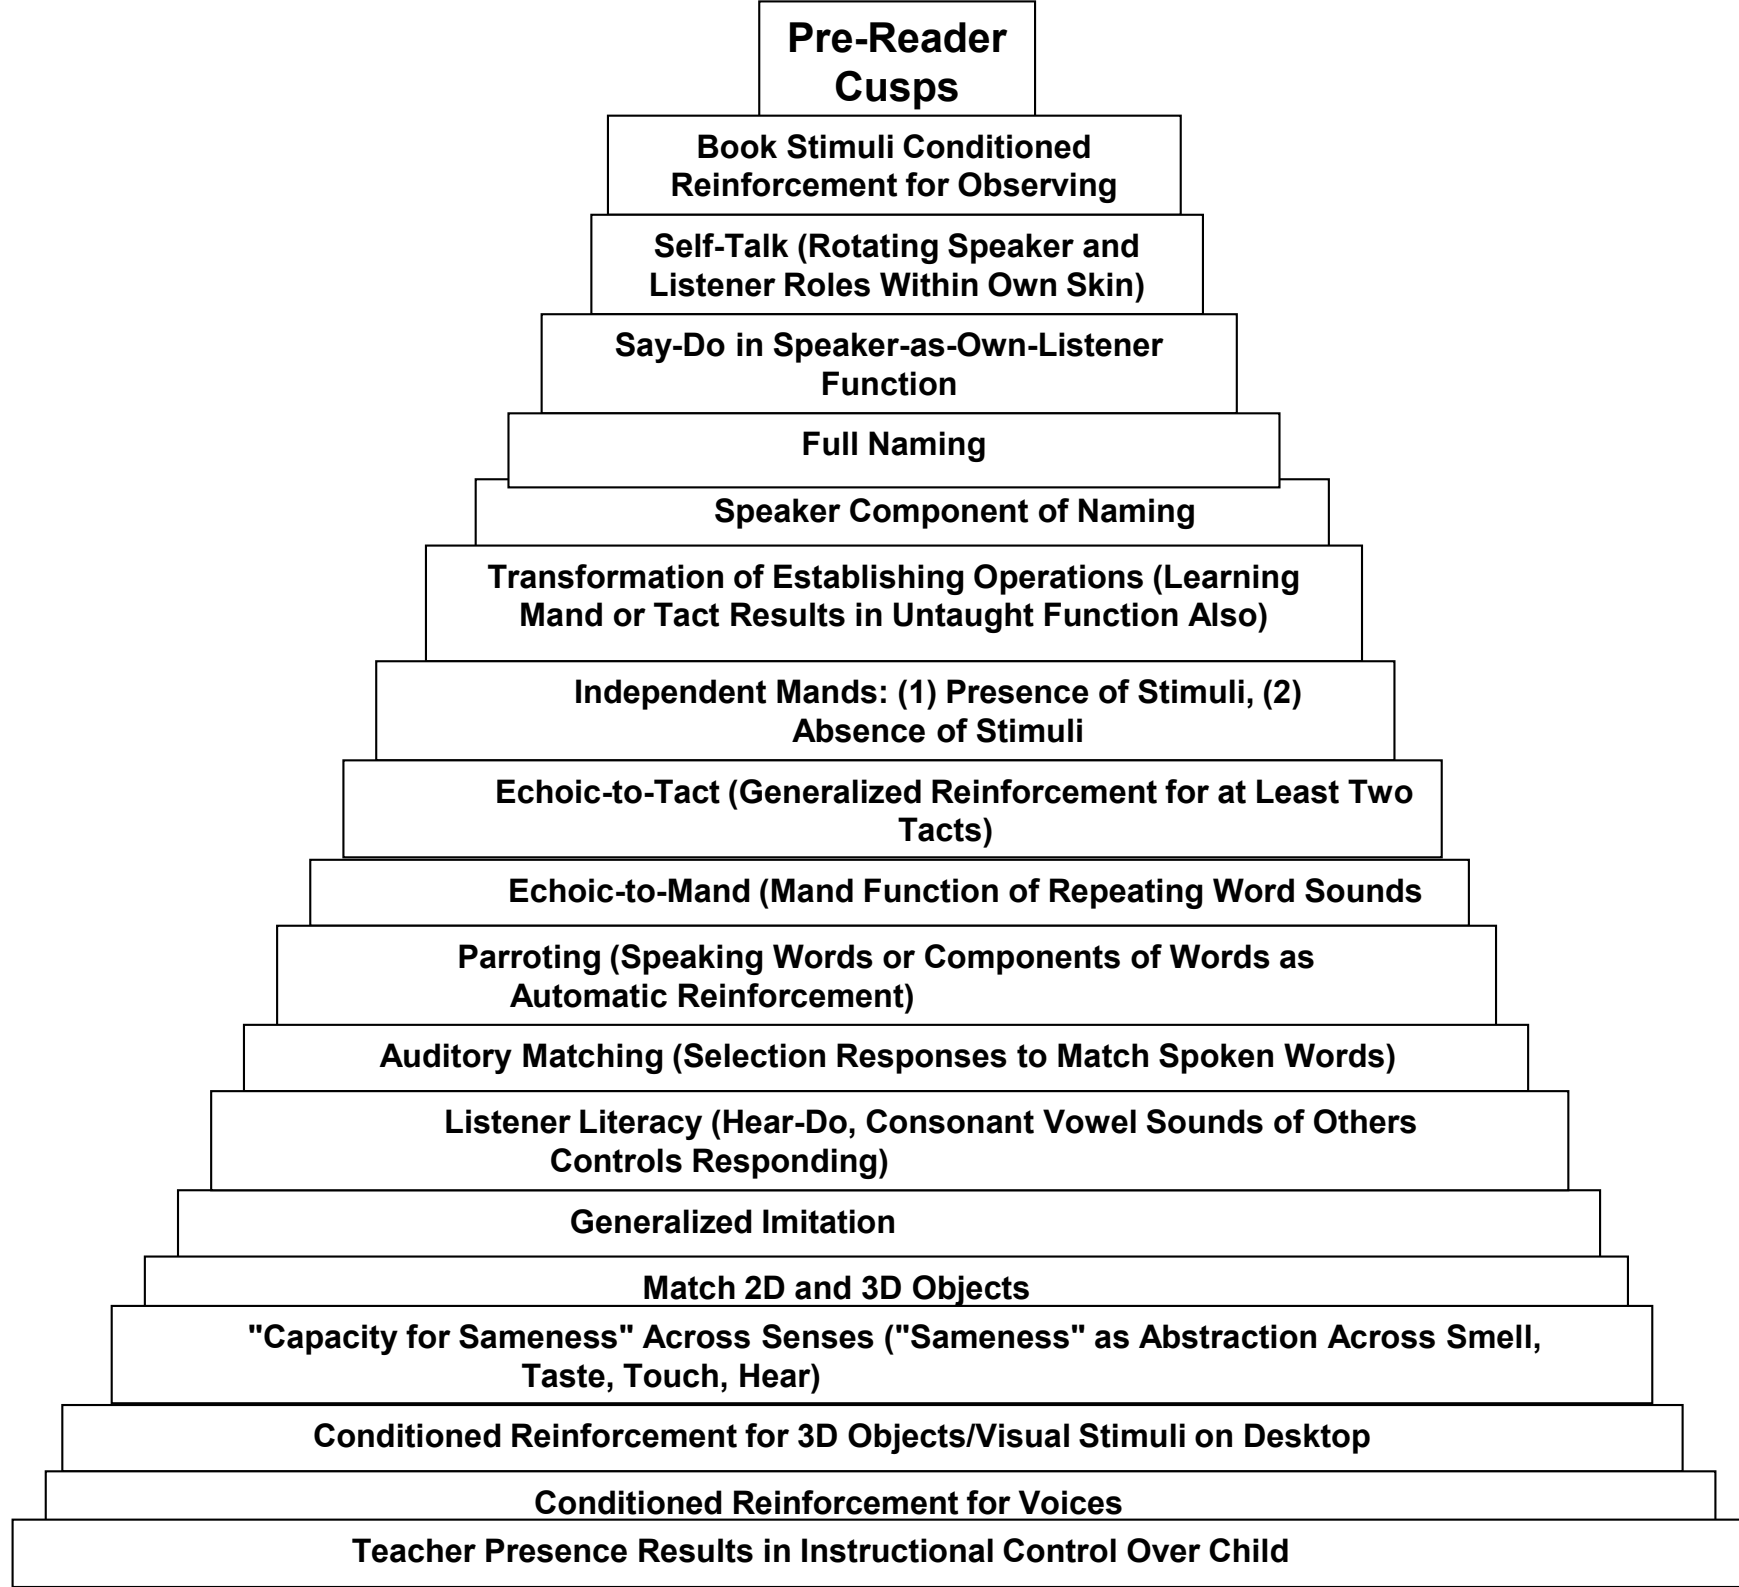 Pre-Reader
Cusps
Book Stimuli Conditioned
Reinforcement for Observing
Self-Talk (Rotating Speaker and
Listener Roles Within Own Skin)
Say-Do in Speaker-as-Own-Listener
Function
Full Naming
Speaker Component of Naming
Transformation of Establishing Operations (Learning
Mand or Tact Results in Untaught Function Also)
Independent Mands: (1) Presence of Stimuli, (2)
Absence of Stimuli
Echoic-to-Tact (Generalized Reinforcement for at Least Two
Tacts)
Echoic-to-Mand (Mand Function of Repeating Word Sounds
Parroting (Speaking Words or Components of Words as
Automatic Reinforcement)
Auditory Matching (Selection Responses to Match Spoken Words)
Listener Literacy (Hear-Do, Consonant Vowel Sounds of Others
Controls Responding)
Generalized Imitation
Match 2D and 3D Objects
"Capacity for Sameness" Across Senses ("Sameness" as Abstraction Across Smell,
Taste, Touch, Hear)
Conditioned Reinforcement for 3D Objects/Visual Stimuli on Desktop
Conditioned Reinforcement for Voices
Teacher Presence Results in Instructional Control Over Child